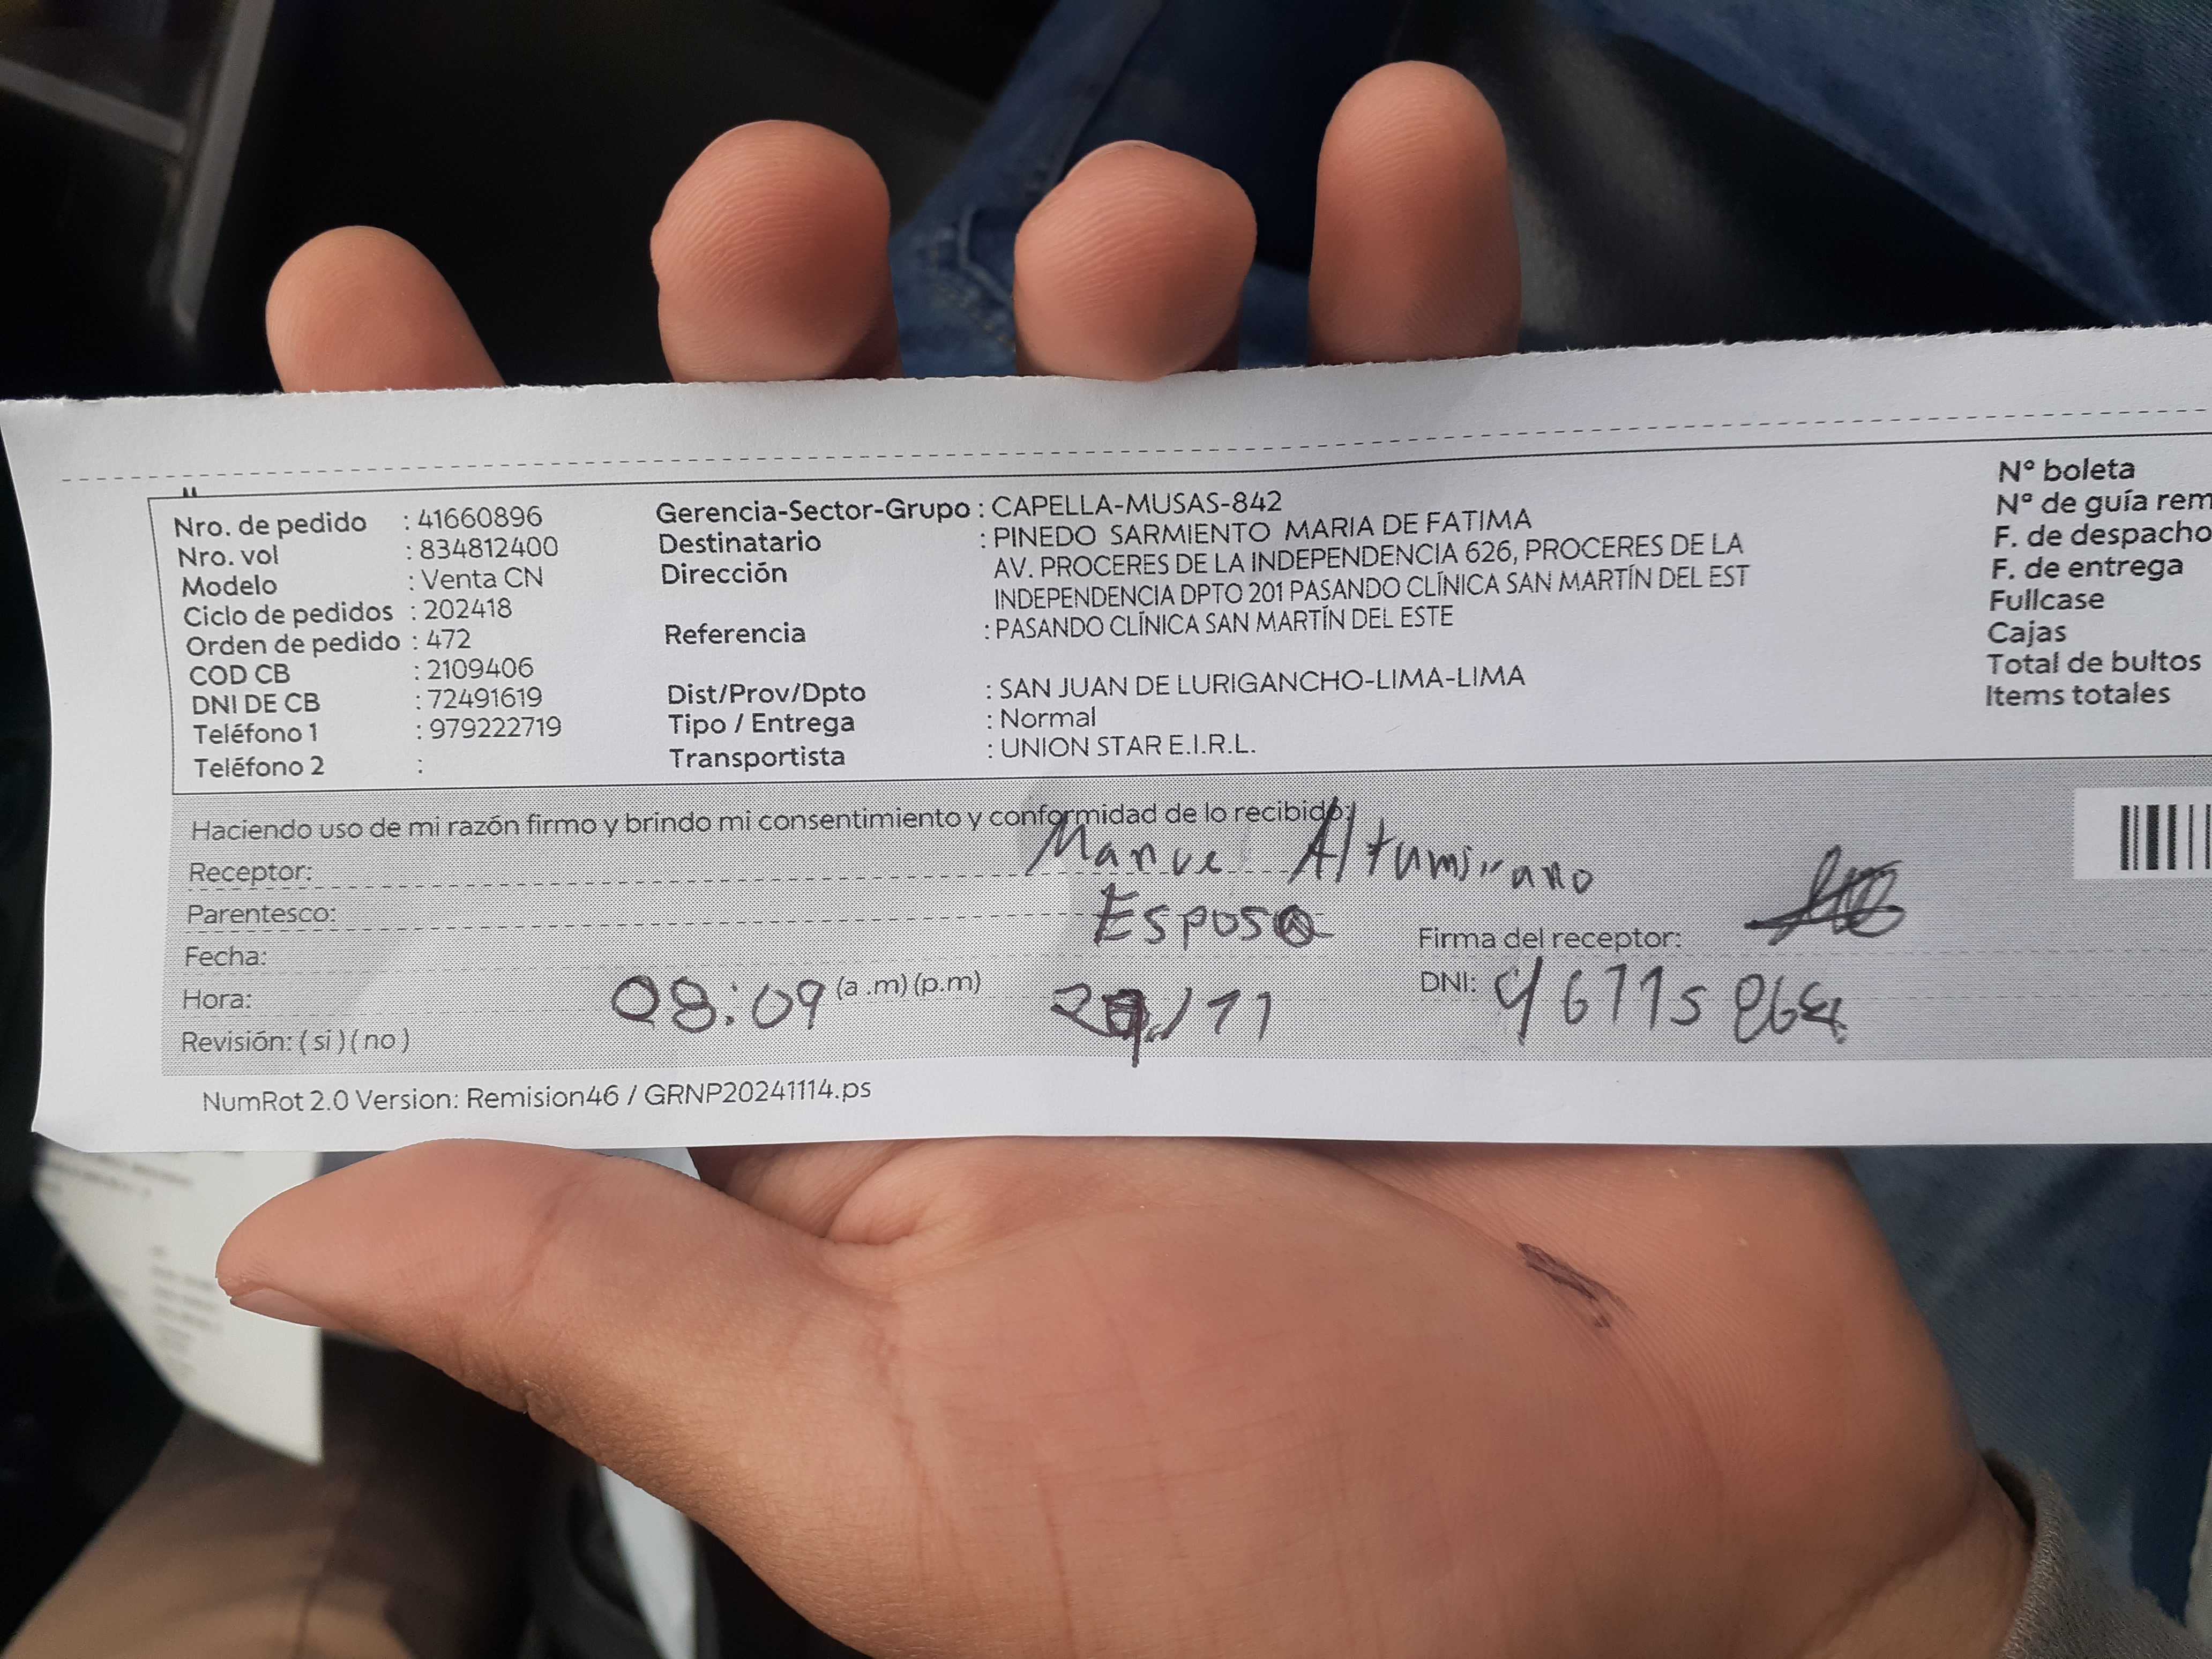 Nro. de pedido : 41660896
Nro. vol : 834812400
Modelo : Venta CN
Ciclo de pedidos : 202418
Orden de pedido : 472
COD CB : 2109406
DNI DE CB : 72491619
Teléfono 1 : 979222719
Teléfono 2 :
Gerencia-Sector-Grupo : CAPELLA-MUSAS-842
Destinatario : PINEDO SARMIENTO MARIA DE FATIMA
Dirección AV. PROCERES DE LA INDEPENDENCIA 626, PROCERES DE LA
INDEPENDENCIA DPTO 201 PASANDO CLÍNICA SAN MARTÍN DEL EST
Referencia : PASANDO CLÍNICA SAN MARTÍN DEL ESTE
Dist/Prov/Dpto : SAN JUAN DE LURIGANCHO-LIMA-LIMA
Tipo / Entrega : Normal
Transportista : UNION STAR E.I.R.L.
N° boleta
N° de guía rem
F. de despacho
F. de entrega
Fullcase
Cajas
Total de bultos
Items totales
Haciendo uso de mi razón firmo y brindo mi consentimiento y conformidad de lo recibido:
Receptor: Manue Altumirano
Parentesco: Esposo
Fecha:
Firma del receptor:
Hora: 08:09 (a.m) (p.m) /11
DNI:
Revisión: ( si ) ( no )
NumRot 2.0 Version: Remision46 / GRNP20241114.ps